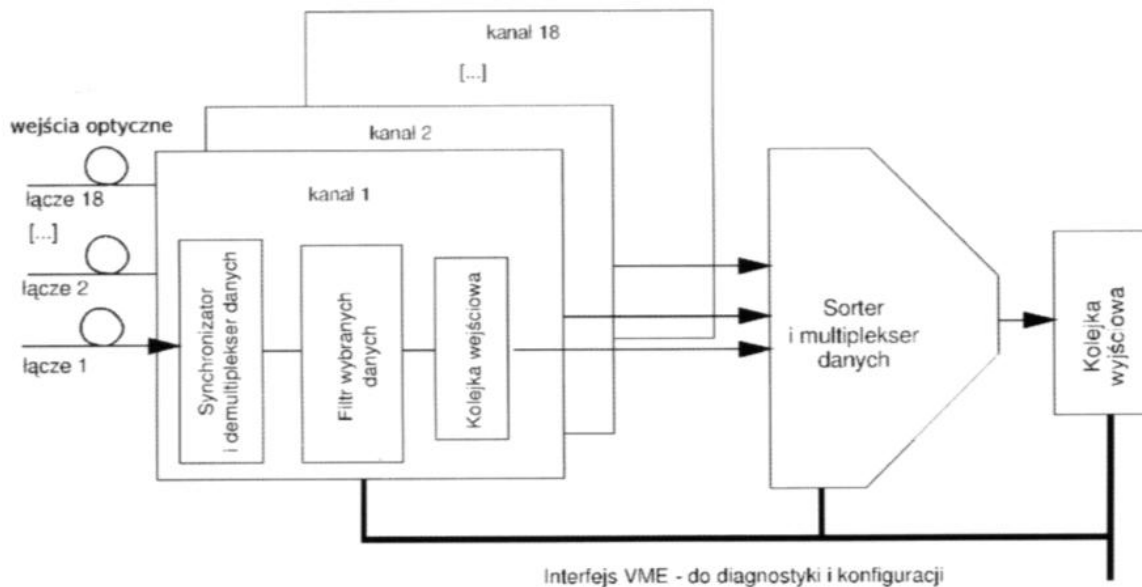 kanał 18
[...]
wejścia optyczne
kanał 2
łącze 18
kanał 1
[...]
łącze 2
łącze 1
Synchronizator
i demultiplekser danych
Filtr wybranych
danych
Kolejka wejściowa
Sorter
i multiplekser
danych
Kolejka
wyjściowa
Interfejs VME - do diagnostyki i konfiguracji